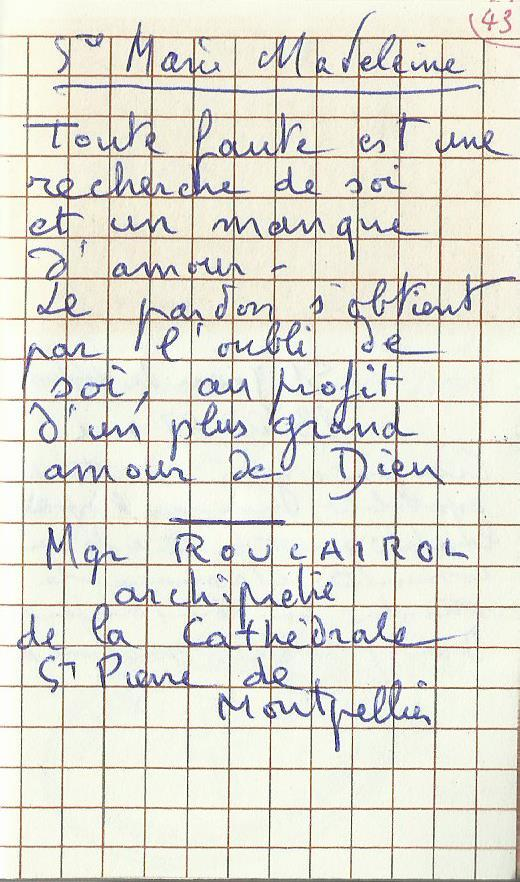 43
Ste Marie Madeleine
Toute faute est une
recherche de soi
et un manque
d'amour -
Le pardon s'obtient
par l'oubli de
soi, au profit
d'un plus grand
amour de Dieu
Mgr ROUCAIROL
archiprêtre
de la Cathédrale
St Pierre de
Montpellier